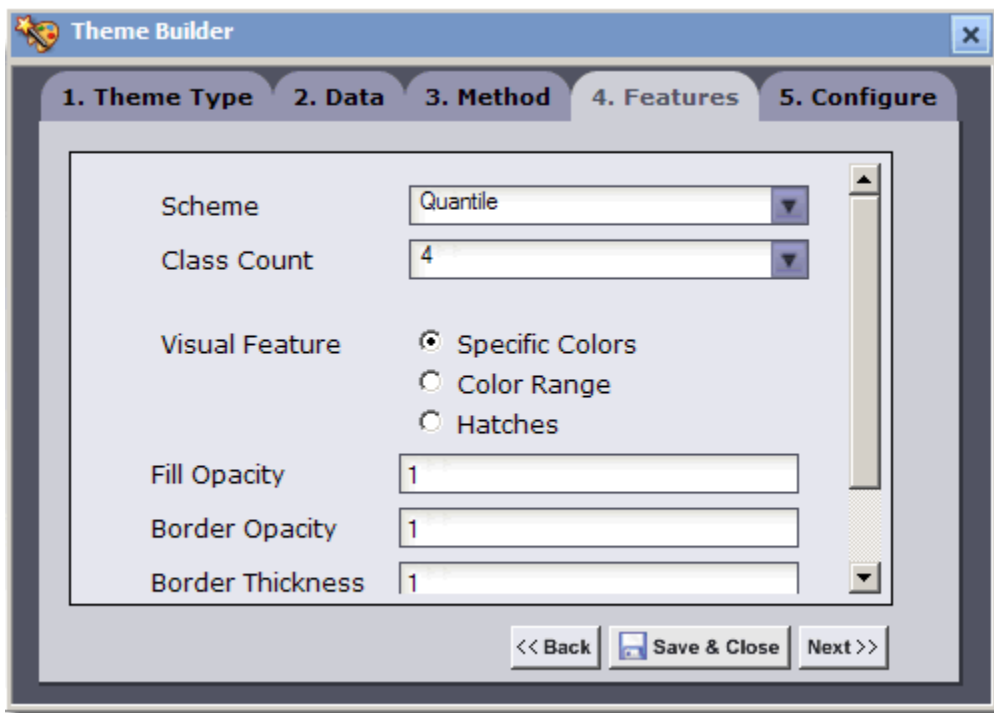 Theme Builder
1. Theme Type 2. Data 3. Method 4. Features 5. Configure
Scheme Quantile
Class Count 4
Visual Feature Specific Colors
Color Range
Hatches
Fill Opacity 1
Border Opacity 1
Border Thickness 1
<< Back Save & Close Next >>